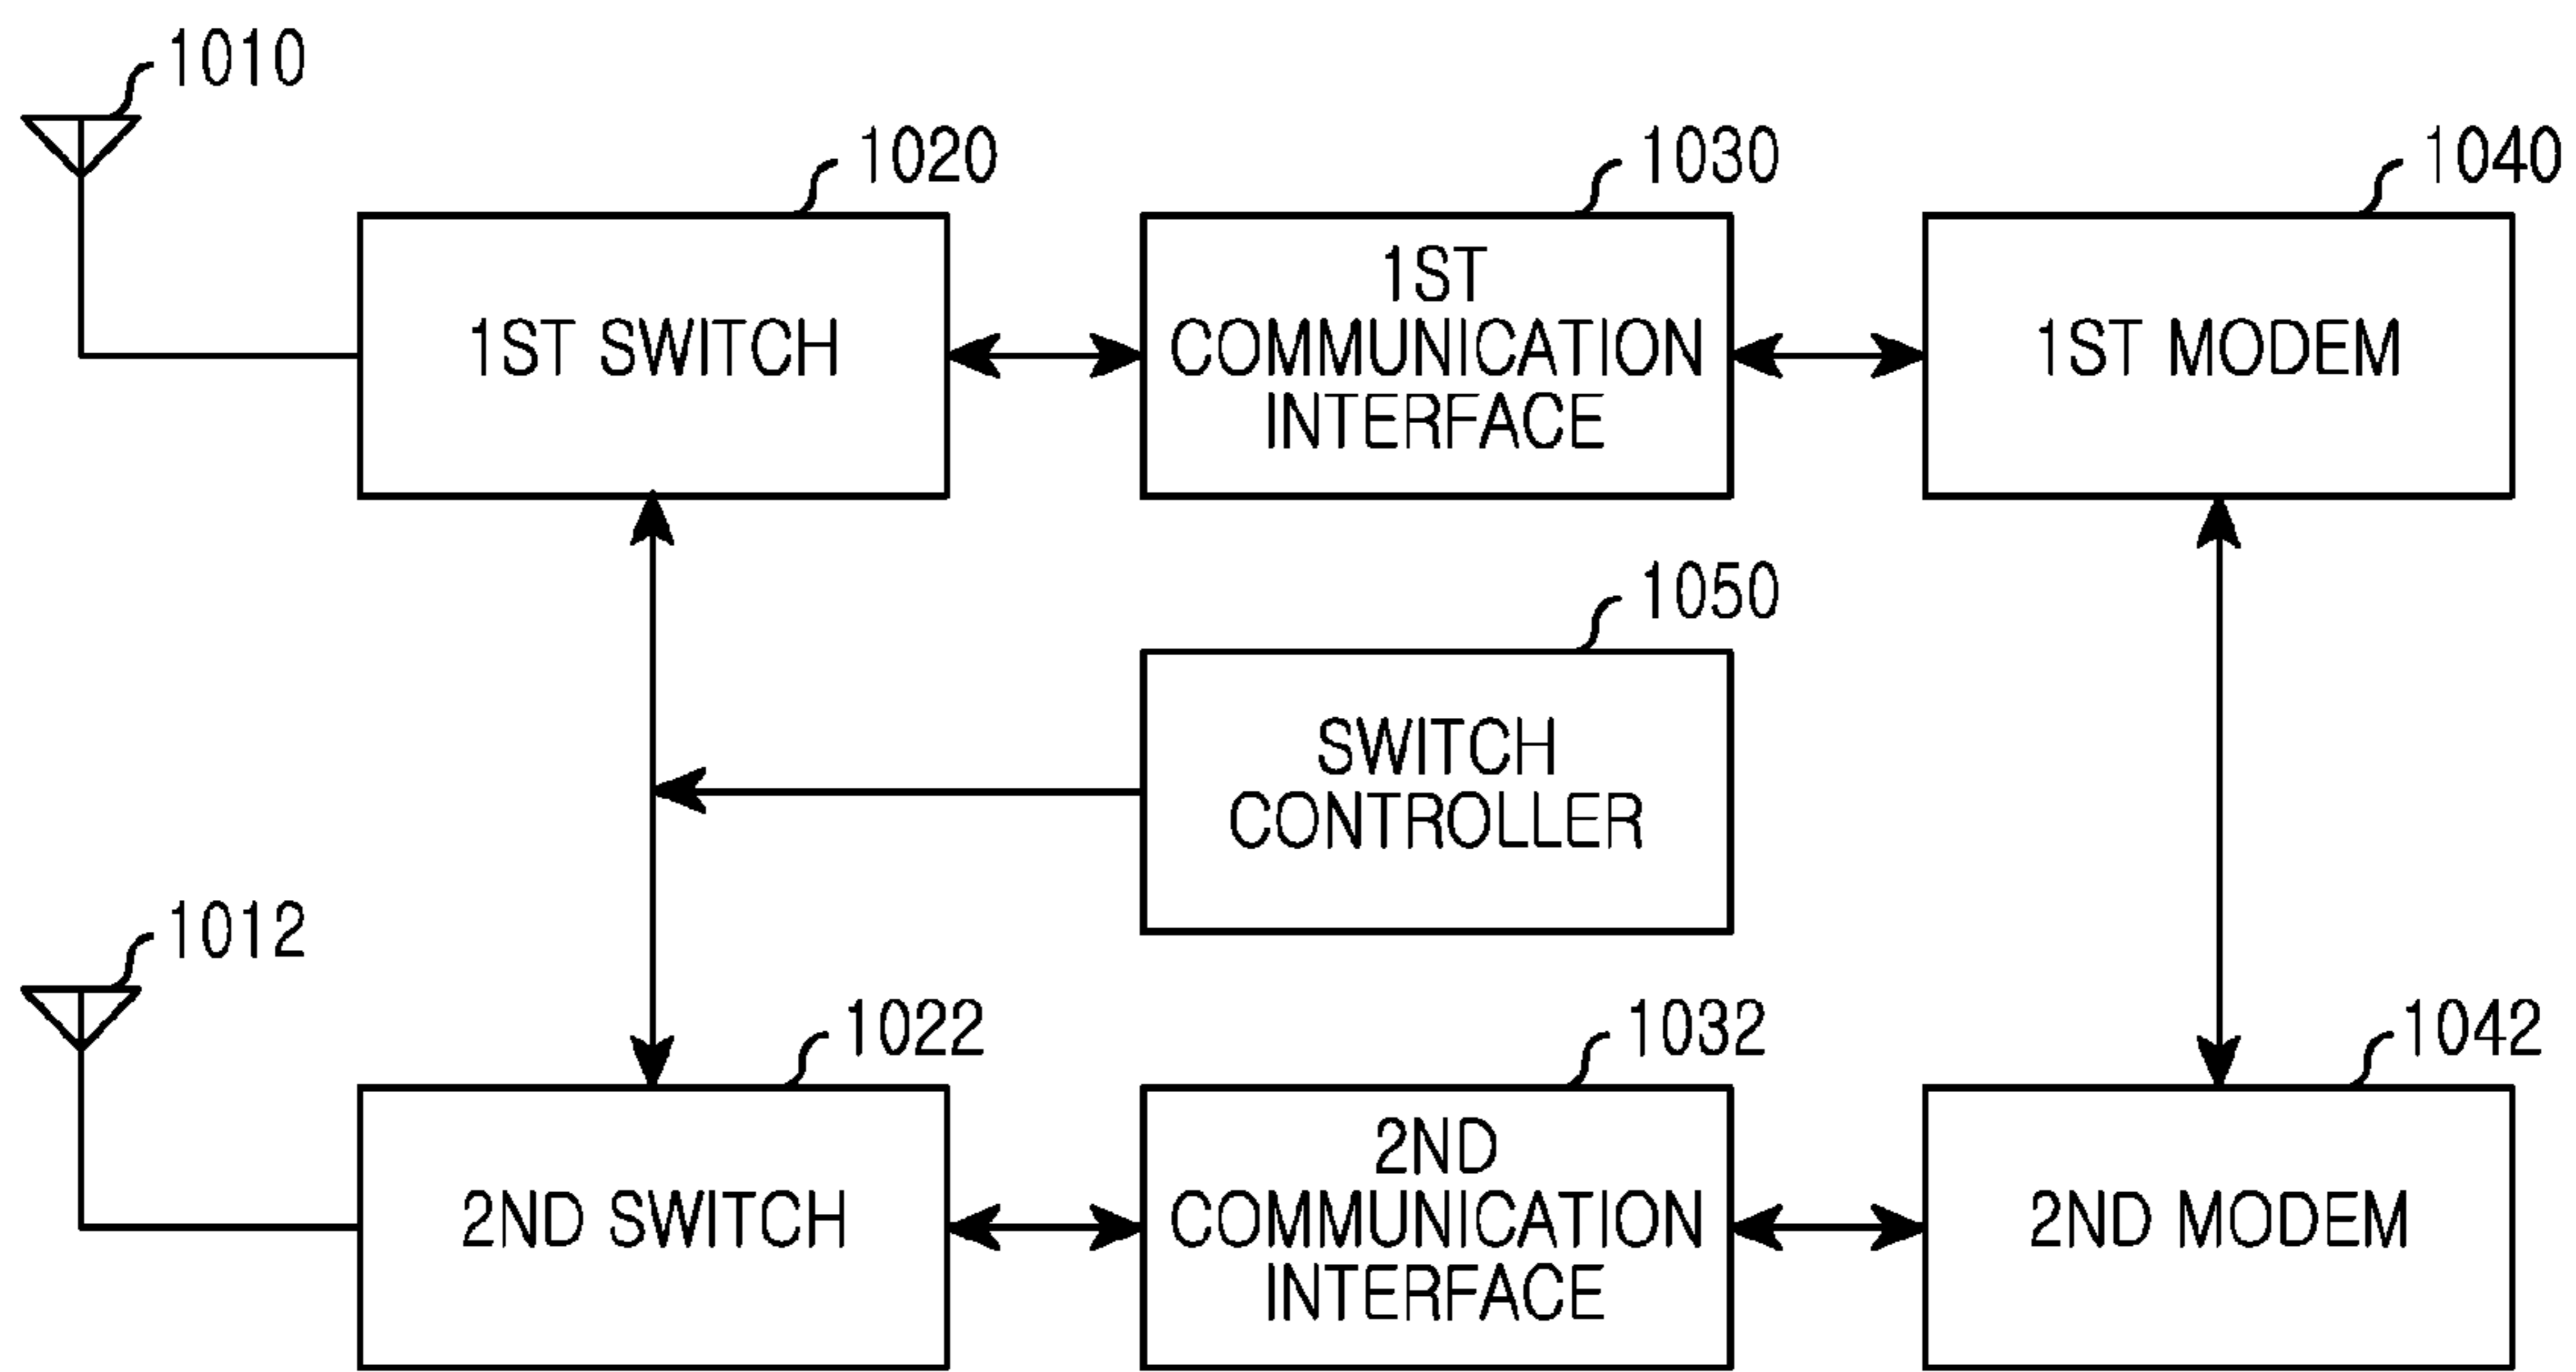 1010
1020
1030
1040
1ST SWITCH
1ST
COMMUNICATION
INTERFACE
1ST MODEM
1050
SWITCH
CONTROLLER
1012
1022
1032
1042
2ND SWITCH
2ND
COMMUNICATION
INTERFACE
2ND MODEM